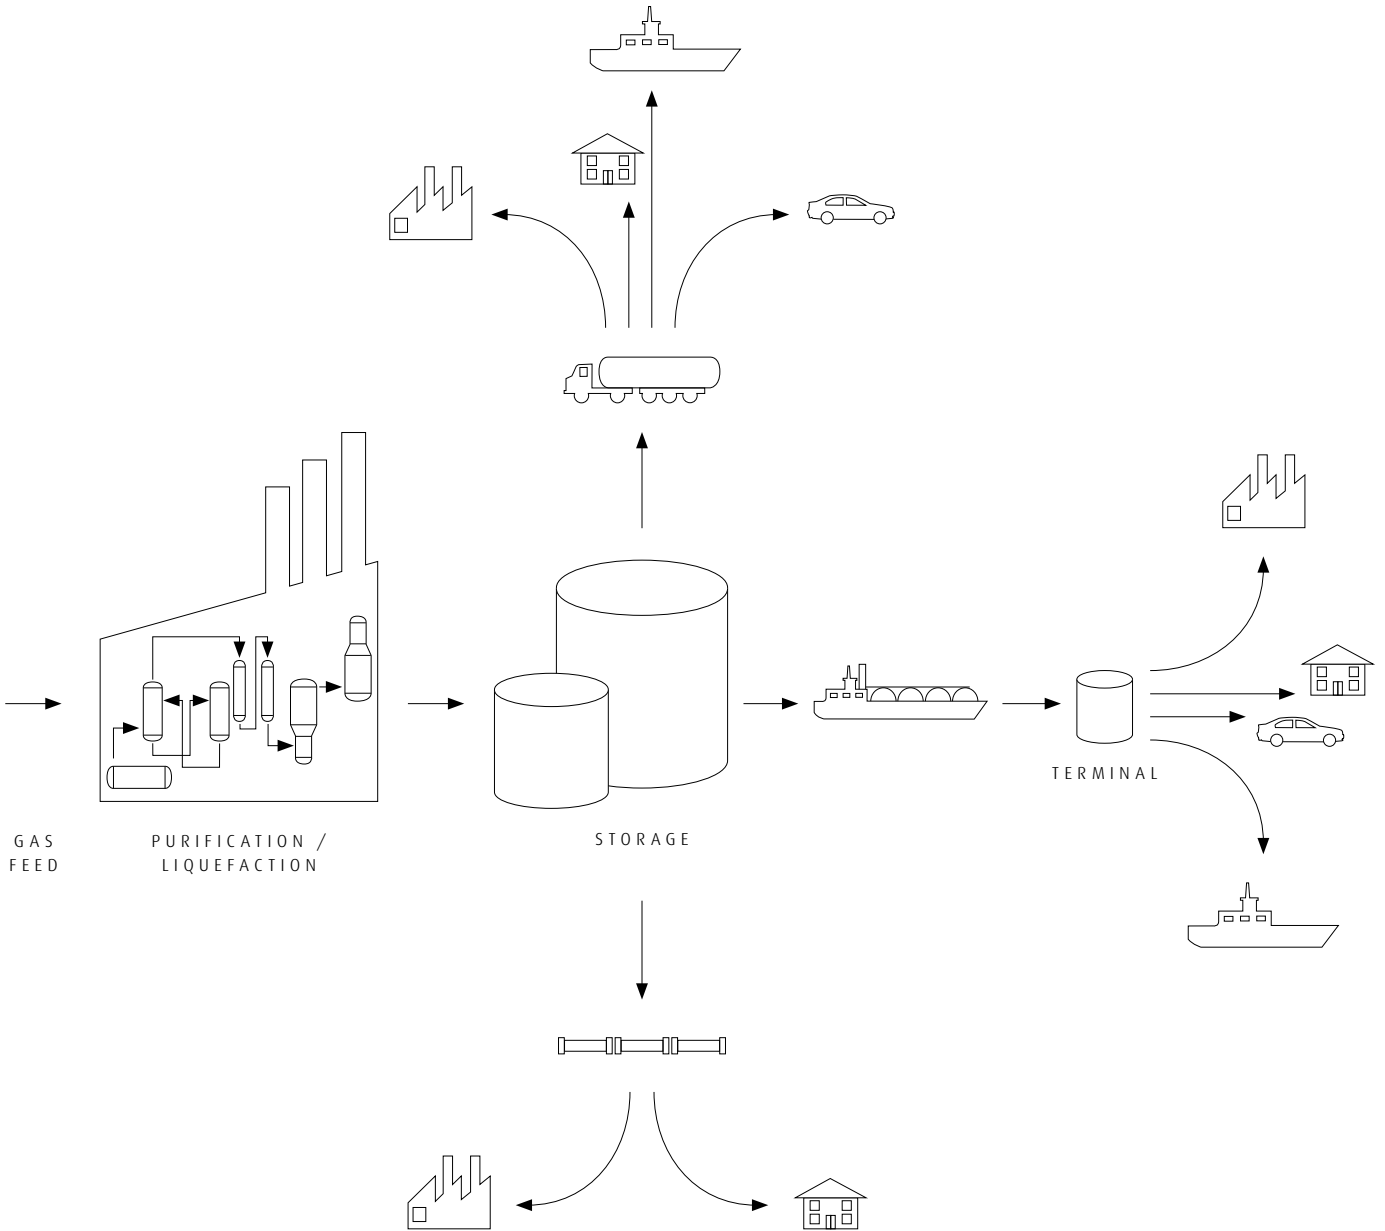 TERMINAL
GAS
FEED
PURIFICATION /
LIQUEFACTION
STORAGE